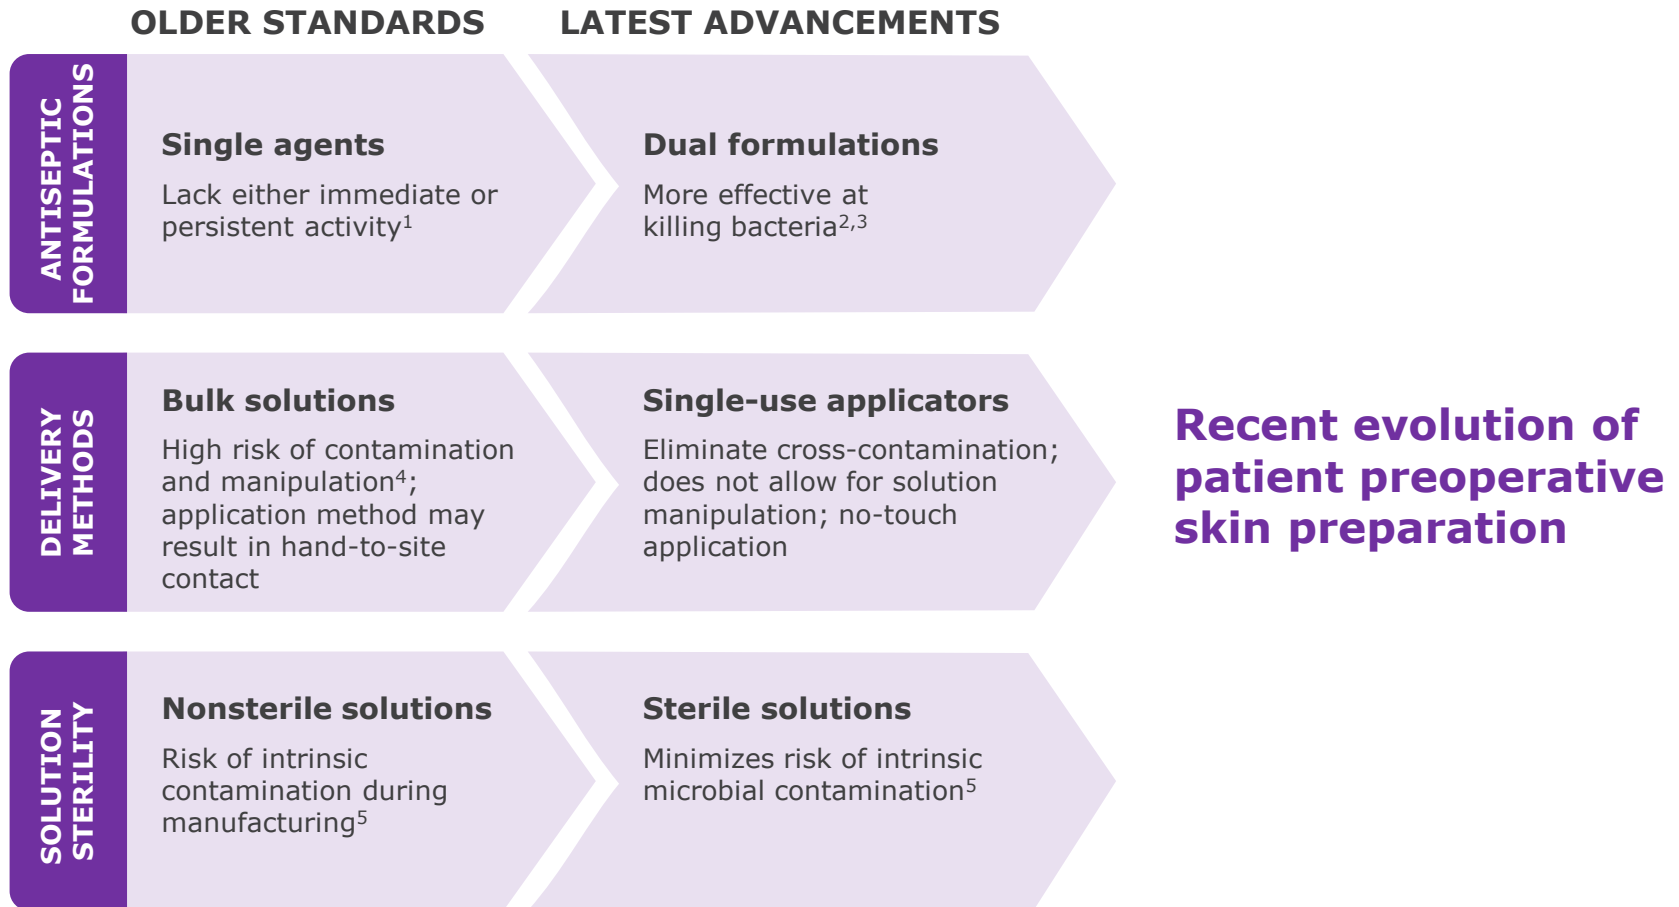 OLDER STANDARDS
LATEST ADVANCEMENTS
ANTISEPTIC
FORMULATIONS
Single agents
Lack either immediate or
persistent activity1
Dual formulations
More effective at
killing bacteria2,3
DELIVERY
METHODS
Bulk solutions
High risk of contamination
and manipulation4;
application method may
result in hand-to-site
contact
Single-use applicators
Eliminate cross-contamination;
does not allow for solution
manipulation; no-touch
application
SOLUTION
STERILITY
Nonsterile solutions
Risk of intrinsic
contamination during
manufacturing5
Sterile solutions
Minimizes risk of intrinsic
microbial contamination5
Recent evolution of
patient preoperative
skin preparation